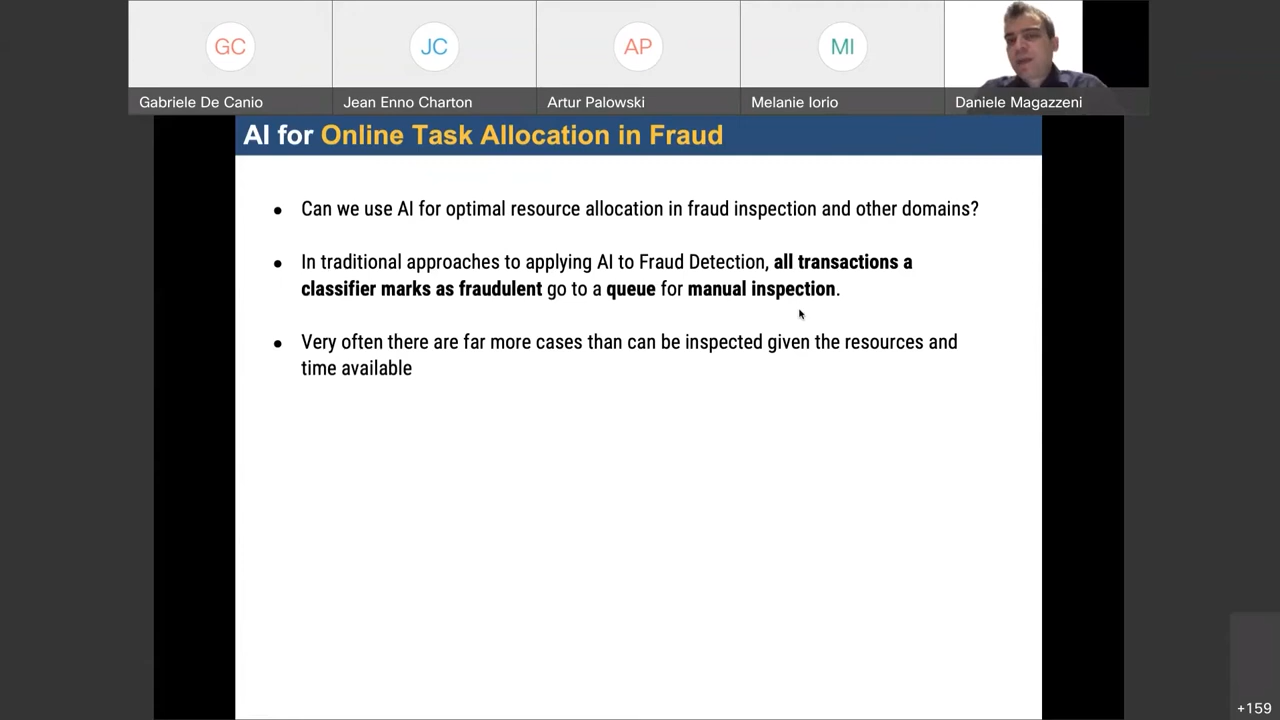 GC
JC
AP
MI
Gabriele De Canio
Jean Enno Charton
Artur Palowski
Melanie Iorio
Daniele Magazzeni
AI for Online Task Allocation in Fraud
● Can we use AI for optimal resource allocation in fraud inspection and other domains?
● In traditional approaches to applying AI to Fraud Detection, all transactions a
classifier marks as fraudulent go to a queue for manual inspection.
● Very often there are far more cases than can be inspected given the resources and
time available
+159